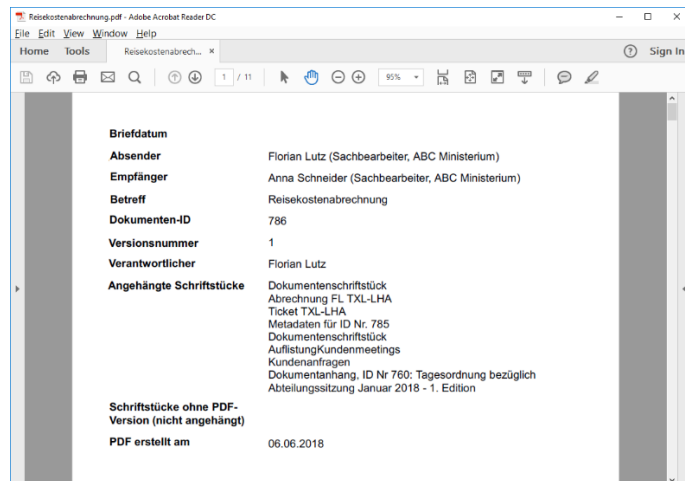 Reisekostenabrechnung.pdf - Adobe Acrobat Reader DC
File Edit View Window Help
Home Tools Reisekostenabrech... × Sign In
1 / 11 95%
Briefdatum
Absender Florian Lutz (Sachbearbeiter, ABC Ministerium)
Empfänger Anna Schneider (Sachbearbeiter, ABC Ministerium)
Betreff Reisekostenabrechnung
Dokumenten-ID 786
Versionsnummer 1
Verantwortlicher Florian Lutz
Angehängte Schriftstücke Dokumentenschriftstück
Abrechnung FL TXL-LHA
Ticket TXL-LHA
Metadaten für ID Nr. 785
Dokumentenschriftstück
AuflistungKundenmeetings
Kundenanfragen
Dokumentanhang, ID Nr 760: Tagesordnung bezüglich
Abteilungssitzung Januar 2018 - 1. Edition
Schriftstücke ohne PDF-
Version (nicht angehängt)
PDF erstellt am 06.06.2018